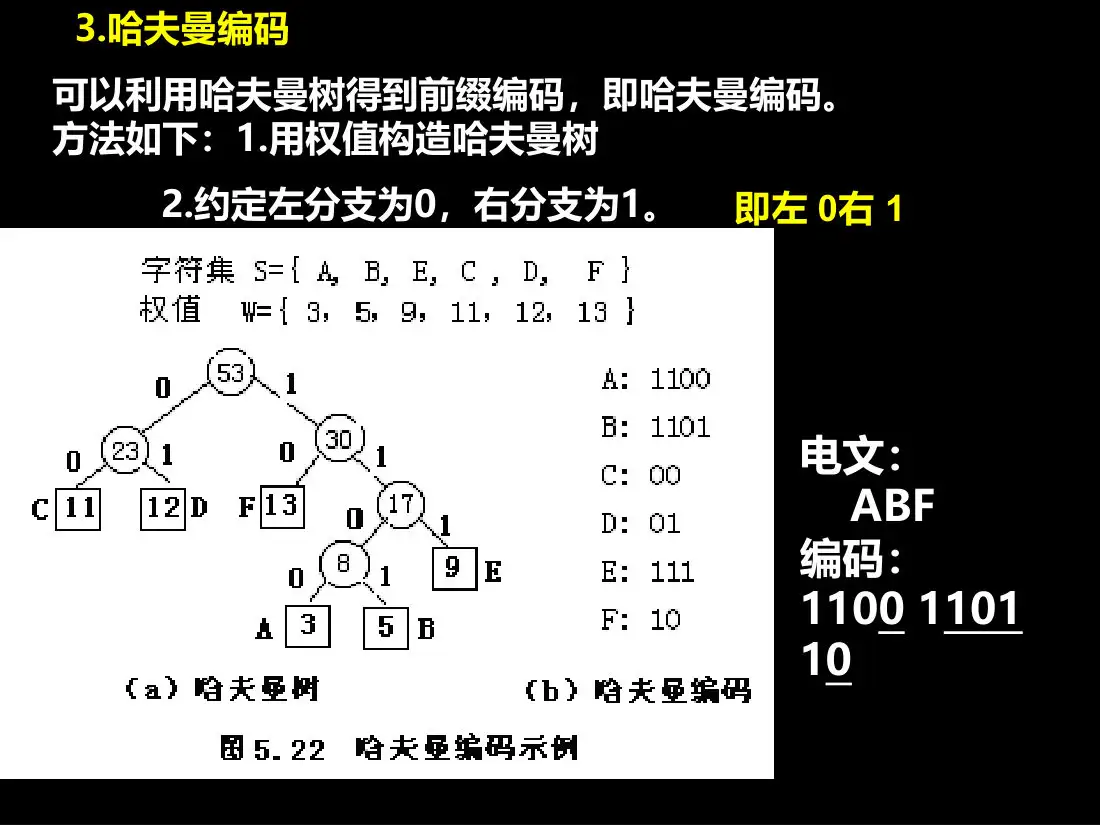 3.哈夫曼编码
可以利用哈夫曼树得到前缀编码，即哈夫曼编码。
方法如下：1.用权值构造哈夫曼树
2.约定左分支为0，右分支为1。
即左 0右 1
字符集 S={ A, B, E, C , D, F }
权值 W={ 3, 5, 9, 11, 12, 13 }
53
0 1
23 30
0 1 0 1
C 11 12 D F 13 17
0 1
8 9 E
0 1
A 3 5 B
(a)哈夫曼树
A: 1100
B: 1101
C: 00
D: 01
E: 111
F: 10
(b)哈夫曼编码
图5.22 哈夫曼编码示例
电文：
ABF
编码：
1100 1101
10